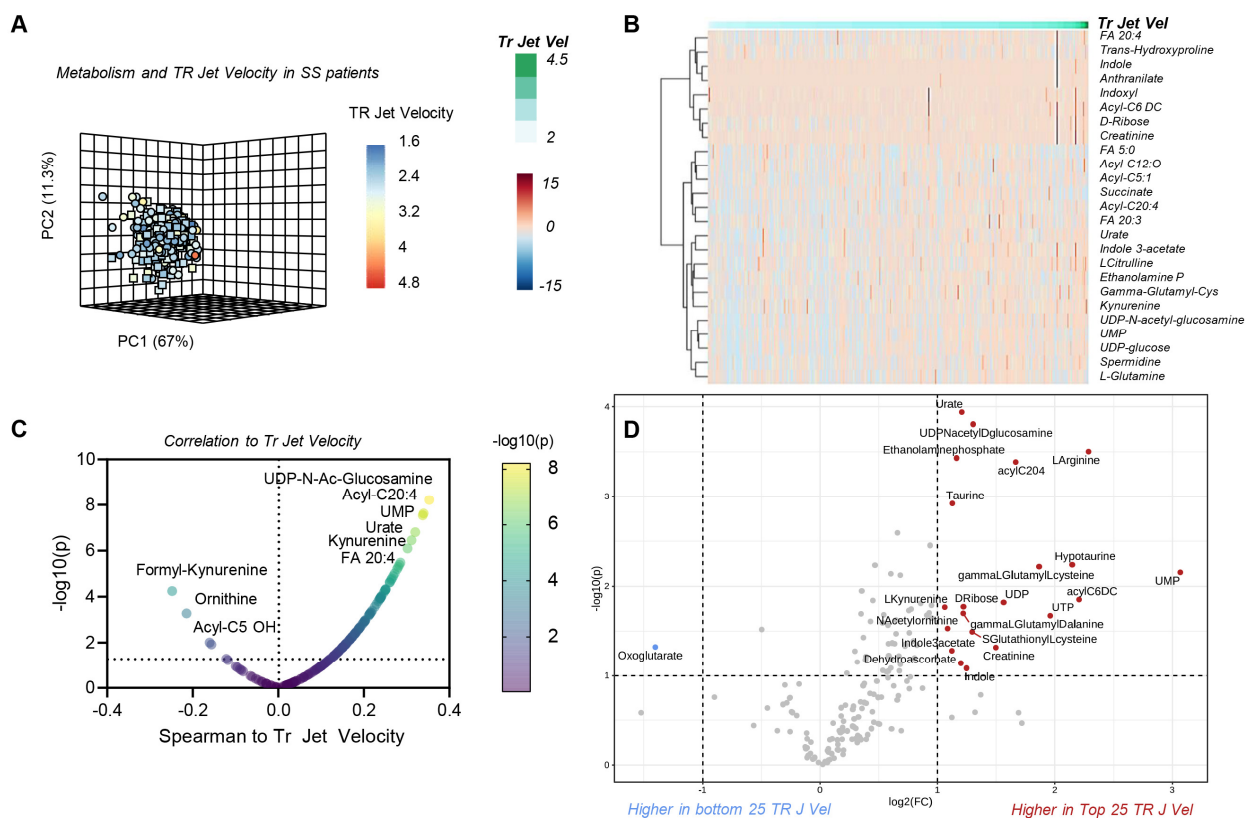 A
Metabolism and TR Jet Velocity in SS patients
TR Jet Velocity
1.6
2.4
3.2
4
4.8
PC2 (11.3%)
PC1 (67%)
Tr Jet Vel
4.5
2
15
0
-15
B
Tr Jet Vel
FA 20:4
Trans-Hydroxyproline
Indole
Anthranilate
Indoxyl
Acyl-C6 DC
D-Ribose
Creatinine
FA 5:0
Acyl C12:O
Acyl-C5:1
Succinate
Acyl-C20:4
FA 20:3
Urate
Indole 3-acetate
LCitrulline
Ethanolamine P
Gamma-Glutamyl-Cys
Kynurenine
UDP-N-acetyl-glucosamine
UMP
UDP-glucose
Spermidine
L-Glutamine
C
Correlation to Tr Jet Velocity
-log10(p)
10
8
6
4
2
0
-0.4
-0.2
0.0
0.2
0.4
Spearman to Tr Jet Velocity
UDP-N-Ac-Glucosamine
Acyl-C20:4
UMP
Urate
Kynurenine
FA 20:4
Formyl-Kynurenine
Ornithine
Acyl-C5 OH
-log10(p)
8
6
4
2
D
-log10(p)
4
3
2
1
0
-1
0
1
2
3
log2(FC)
Urate
UDPNacetylDglucosamine
Ethanolaminephosphate
acylC204
LArginine
Taurine
Hypotaurine
gammaLGlutamylLcysteine
UMP
acylC6DC
UDP
DRibose
LKynurenine
UTP
NAcetylornithine
gammaLGlutamylDalanine
SGlutathionylLcysteine
Indole3acetate
Creatinine
Dehydroascorbate
Indole
Oxoglutarate
Higher in bottom 25 TR J Vel
Higher in Top 25 TR J Vel